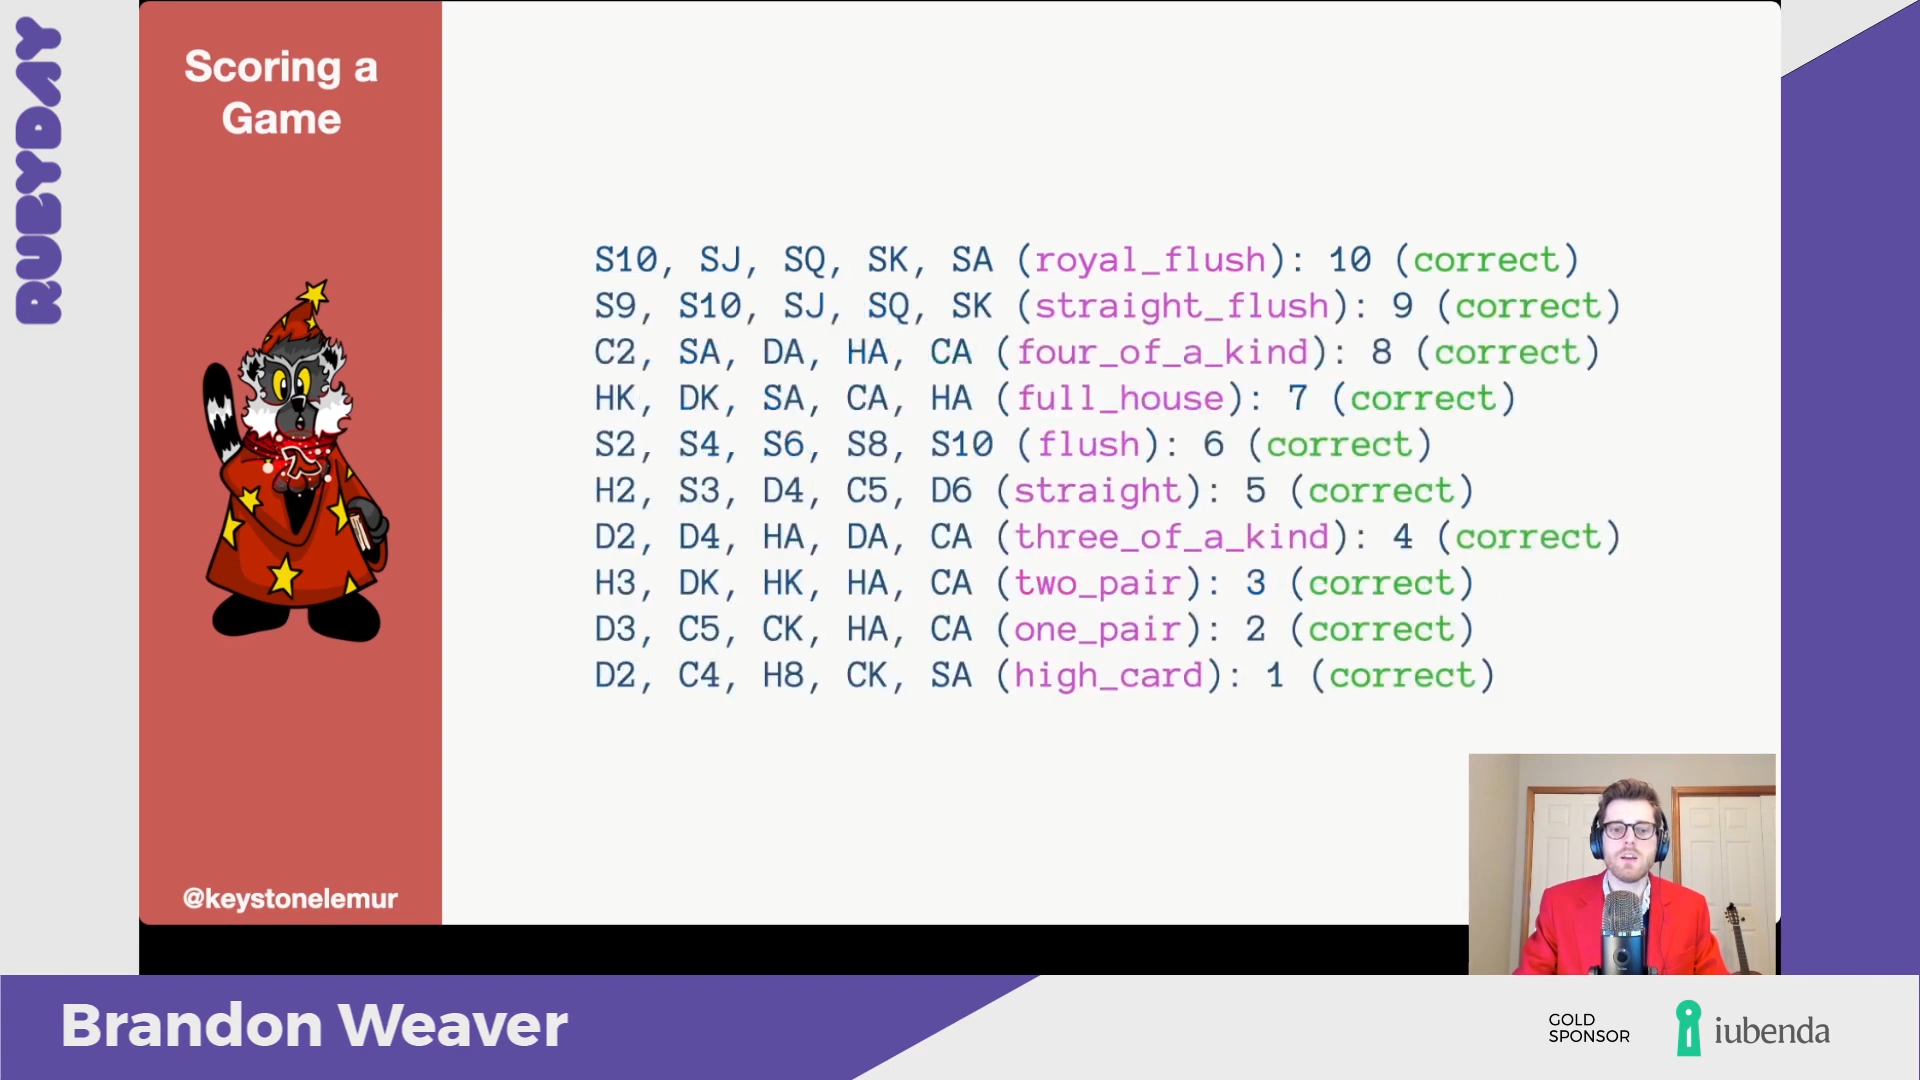 RUBYDAY
Scoring a
Game
S10, SJ, SQ, SK, SA (royal_flush): 10 (correct)
S9, S10, SJ, SQ, SK (straight_flush): 9 (correct)
C2, SA, DA, HA, CA (four_of_a_kind): 8 (correct)
HK, DK, SA, CA, HA (full_house): 7 (correct)
S2, S4, S6, S8, S10 (flush): 6 (correct)
H2, S3, D4, C5, D6 (straight): 5 (correct)
D2, D4, HA, DA, CA (three_of_a_kind): 4 (correct)
H3, DK, HK, HA, CA (two_pair): 3 (correct)
D3, C5, CK, HA, CA (one_pair): 2 (correct)
D2, C4, H8, CK, SA (high_card): 1 (correct)
@keystonelemur
Brandon Weaver
GOLD
SPONSOR
iubenda